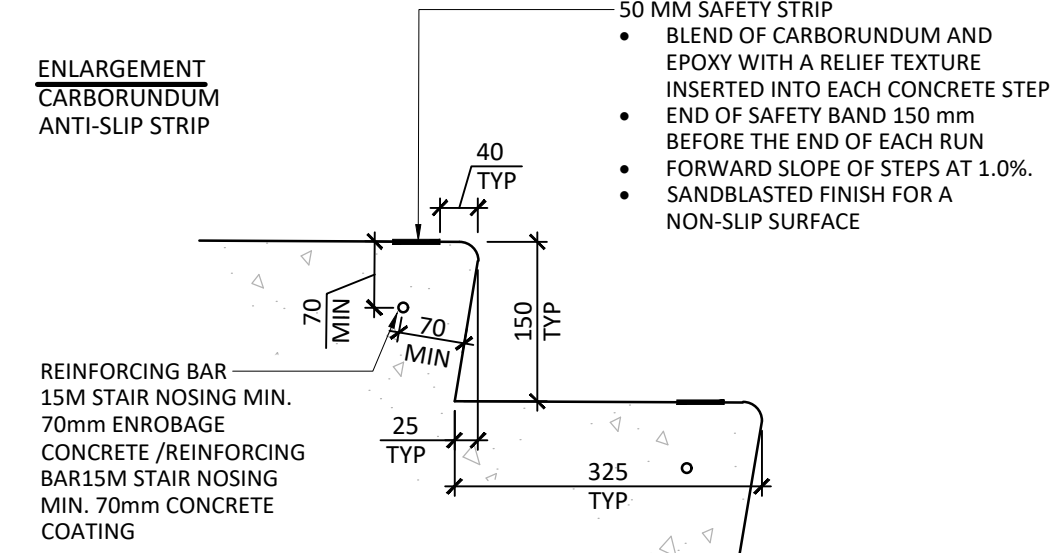 50 MM SAFETY STRIP
• BLEND OF CARBORUNDUM AND
EPOXY WITH A RELIEF TEXTURE
INSERTED INTO EACH CONCRETE STEP
• END OF SAFETY BAND 150 mm
BEFORE THE END OF EACH RUN
• FORWARD SLOPE OF STEPS AT 1.0%.
• SANDBLASTED FINISH FOR A
NON-SLIP SURFACE
ENLARGEMENT
CARBORUNDUM
ANTI-SLIP STRIP
40
TYP
70
MIN
70
MIN
150
TYP
REINFORCING BAR
15M STAIR NOSING MIN.
70mm ENROBAGE
CONCRETE /REINFORCING
BAR15M STAIR NOSING
MIN. 70mm CONCRETE
COATING
25
TYP
325
TYP